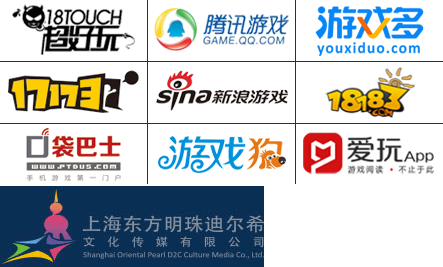 18TOUCH
超好玩
腾讯游戏
GAME.QQ.COM
游戏多
youxiduo.com
17173
sina新浪游戏
18183
.COM
口袋巴士
WWW.PTBUS.COM
手机游戏第一门户
游戏狗
爱玩App
游戏阅读·不止于此
上海东方明珠迪尔希
文化传媒有限公司
Shanghai Oriental Pearl D2C Culture Media Co., Ltd.